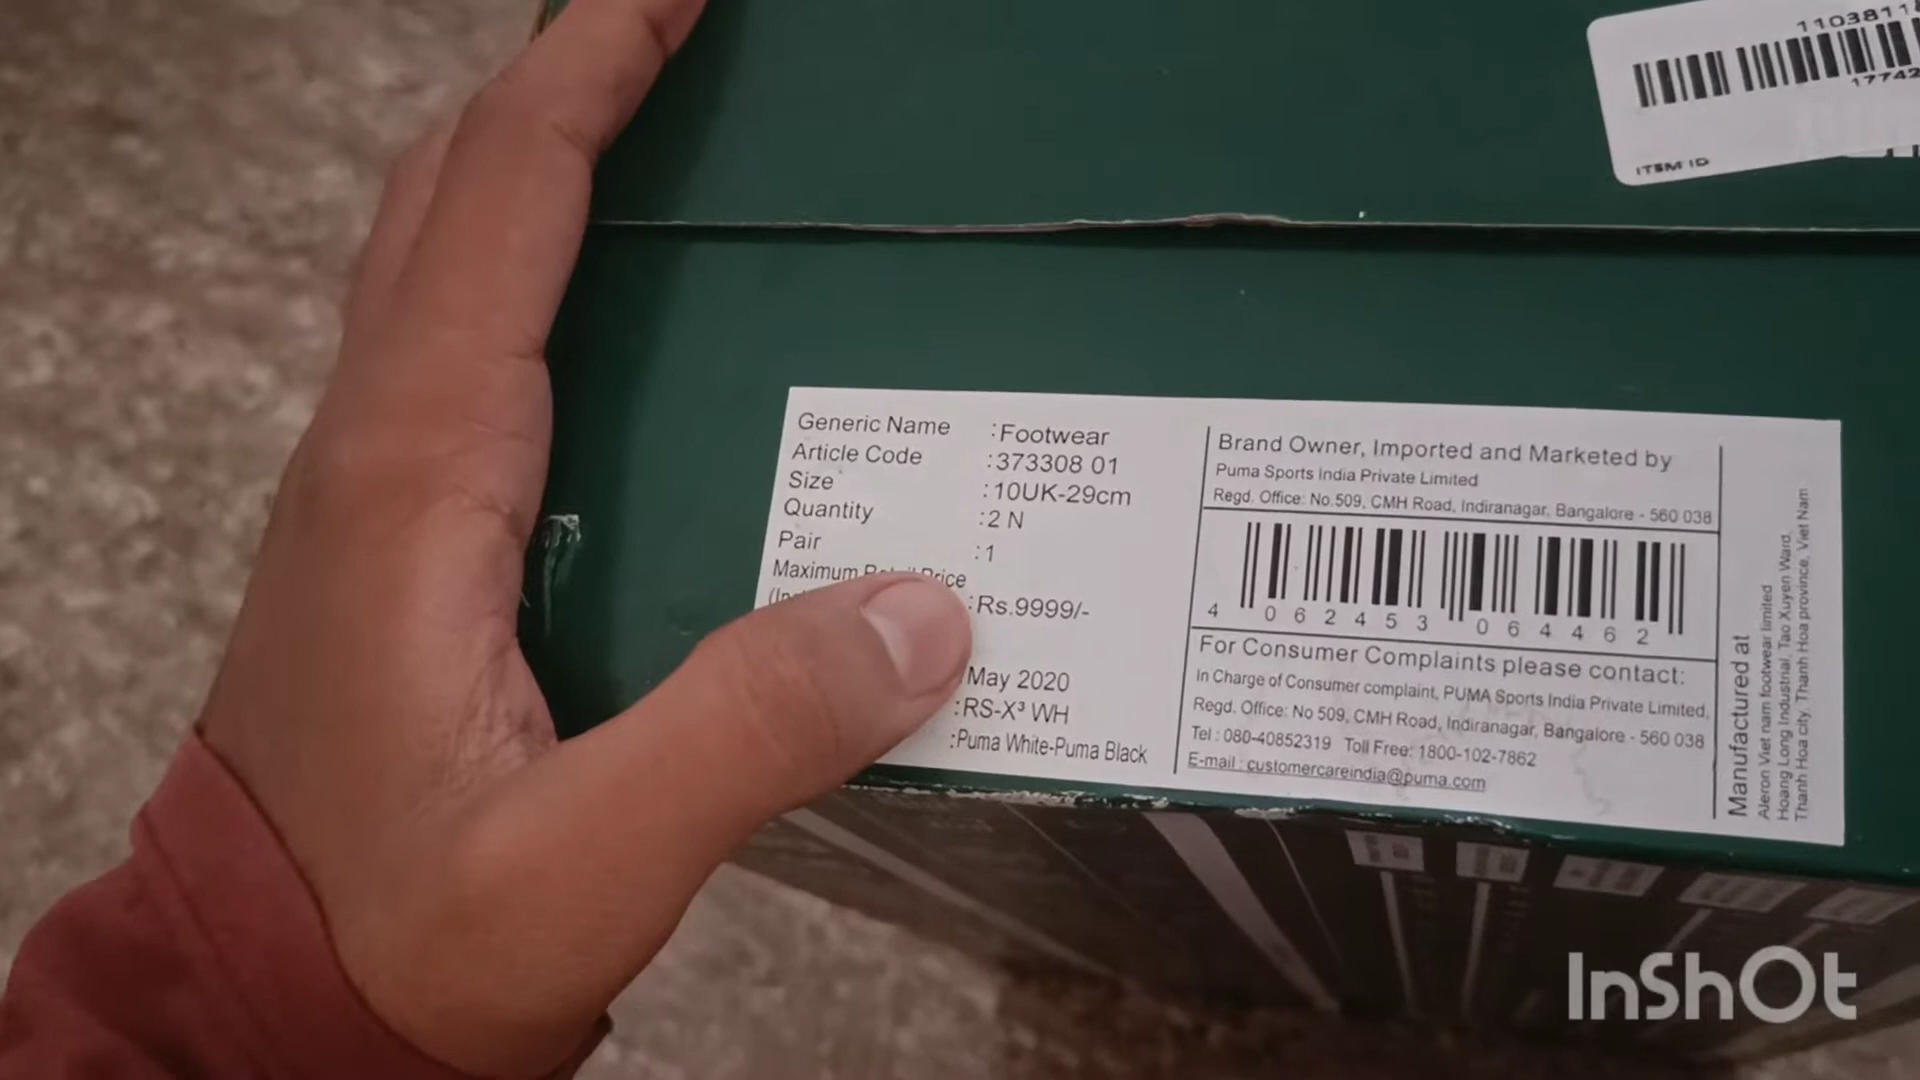 1103811
17742
ITEM ID
Generic Name :Footwear
Article Code :373308 01
Size :10UK-29cm
Quantity :2 N
Pair :1
Maximum Price
:Rs.9999/-
May 2020
:RS-X³ WH
:Puma White-Puma Black
Brand Owner, Imported and Marketed by
Puma Sports India Private Limited
Regd. Office: No.509, CMH Road, Indiranagar, Bangalore - 560 038
4 062453 064462
For Consumer Complaints please contact:
In Charge of Consumer complaint, PUMA Sports India Private Limited,
Regd. Office: No 509, CMH Road, Indiranagar, Bangalore - 560 038
Tel : 080-40852319 Toll Free: 1800-102-7862
E-mail : customercareindia@puma.com
Manufactured at
Aleron Viet nam footwear limited
Hoang Long Industrial, Tao Xuyen Ward,
Thanh Hoa city, Thanh Hoa province, Viet Nam
InShOt